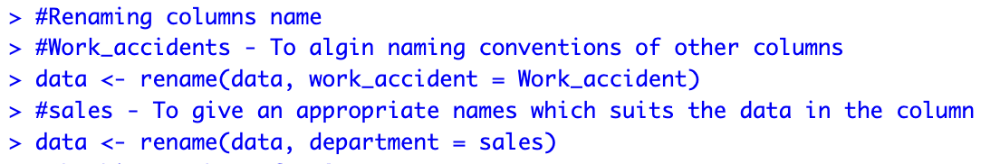 > #Renaming columns name
> #Work_accidents - To algin naming conventions of other columns
> data <- rename(data, work_accident = Work_accident)
> #sales - To give an appropriate names which suits the data in the column
> data <- rename(data, department = sales)